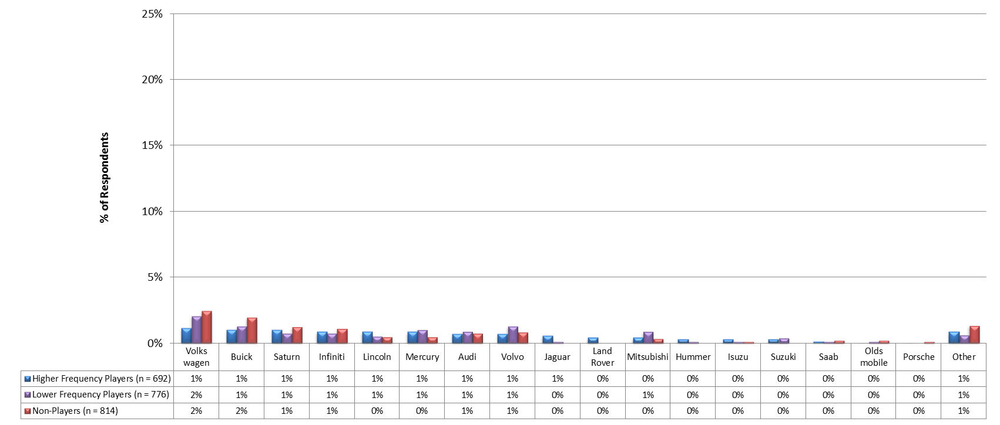 25%
20%
15%
10%
5%
0%
% of Respondents
Volks wagen Buick Saturn Infiniti Lincoln Mercury Audi Volvo Jaguar Land Rover Mitsubishi Hummer Isuzu Suzuki Saab Olds mobile Porsche Other
Higher Frequency Players (n = 692) 1% 1% 1% 1% 1% 1% 1% 1% 1% 0% 0% 0% 0% 0% 0% 0% 0% 1%
Lower Frequency Players (n = 776) 2% 1% 1% 1% 1% 1% 1% 1% 0% 0% 1% 0% 0% 0% 0% 0% 0% 1%
Non-Players (n = 814) 2% 2% 1% 1% 0% 0% 1% 1% 0% 0% 0% 0% 0% 0% 0% 0% 0% 1%